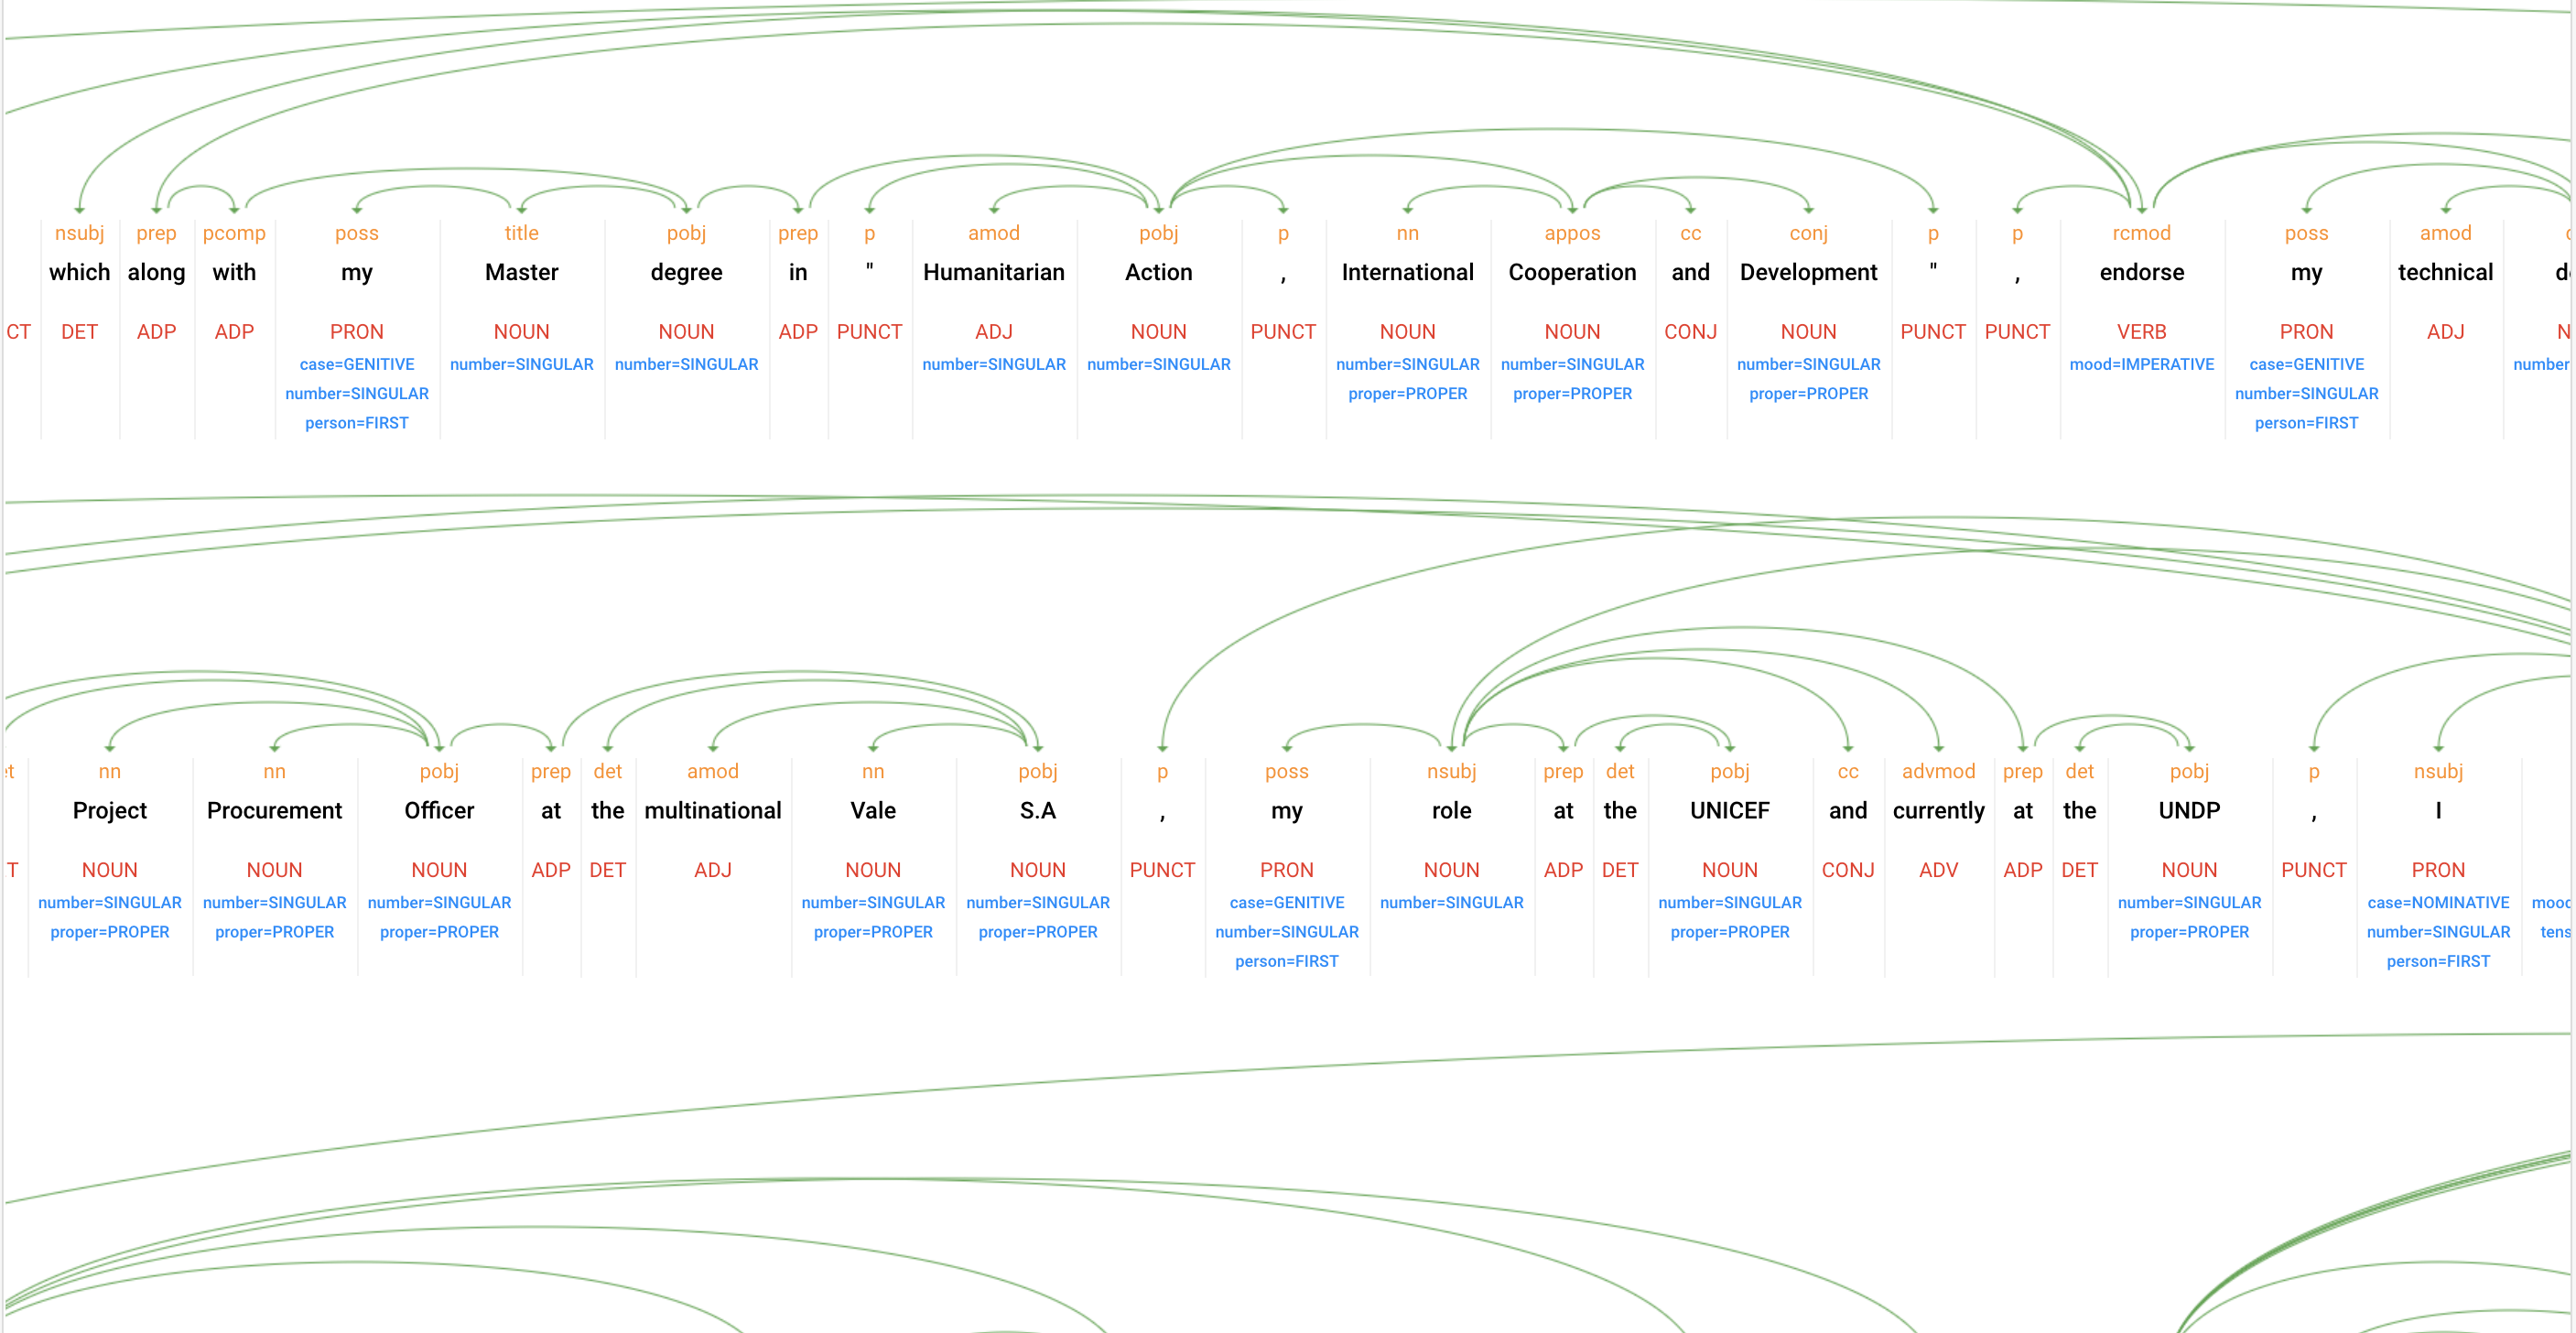 nsubj prep pcomp poss title pobj prep p amod pobj p nn appos cc conj p p rcmod poss amod
which along with my Master degree in " Humanitarian Action , International Cooperation and Development " , endorse my technical
CT DET ADP ADP PRON NOUN NOUN ADP PUNCT ADJ NOUN PUNCT NOUN NOUN CONJ NOUN PUNCT PUNCT VERB PRON ADJ N
case=GENITIVE number=SINGULAR number=SINGULAR number=SINGULAR number=SINGULAR number=SINGULAR number=SINGULAR number=SINGULAR mood=IMPERATIVE case=GENITIVE number
number=SINGULAR proper=PROPER proper=PROPER proper=PROPER number=SINGULAR
person=FIRST person=FIRST
et nn nn pobj prep det amod nn pobj p poss nsubj prep det pobj cc advmod prep det pobj p nsubj
Project Procurement Officer at the multinational Vale S.A , my role at the UNICEF and currently at the UNDP , I
T NOUN NOUN NOUN ADP DET ADJ NOUN NOUN PUNCT PRON NOUN ADP DET NOUN CONJ ADV ADP DET NOUN PUNCT PRON
number=SINGULAR number=SINGULAR number=SINGULAR number=SINGULAR number=SINGULAR case=GENITIVE number=SINGULAR number=SINGULAR number=SINGULAR case=NOMINATIVE mood
proper=PROPER proper=PROPER proper=PROPER proper=PROPER proper=PROPER number=SINGULAR proper=PROPER proper=PROPER number=SINGULAR tens
person=FIRST person=FIRST